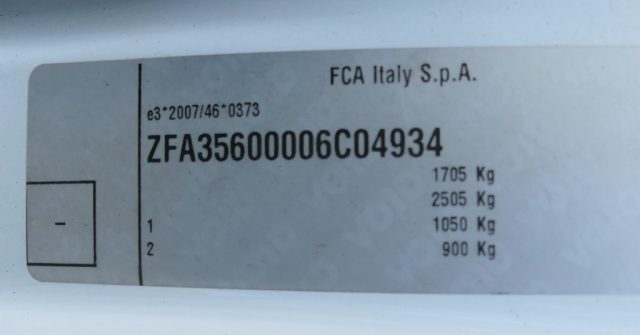 FCA Italy S.p.A.
e3*2007/46*0373
ZFA35600006C04934
1705 Kg
2505 Kg
1 1050 Kg
2 900 Kg
-